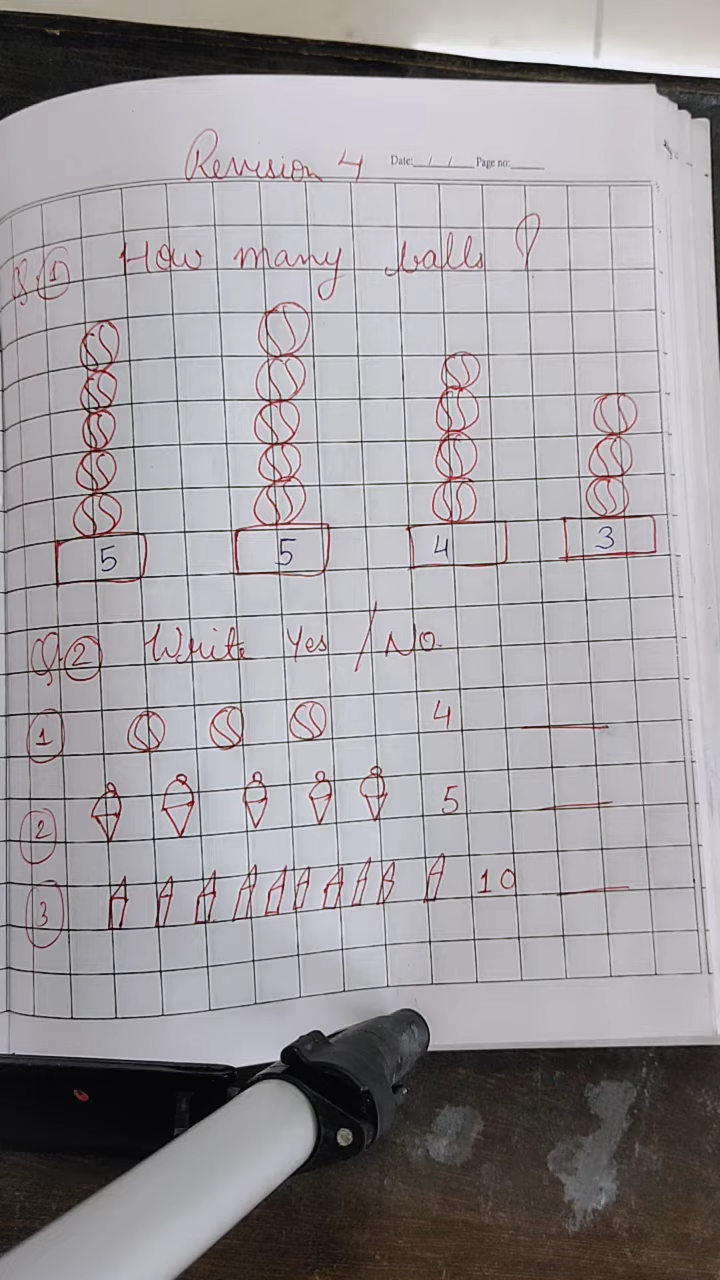 Revision 4 Date: / / Page no:
Q.① How many balls ?
5 5 4 3
Q.② Write Yes / No
① 4
② 5
③ 10